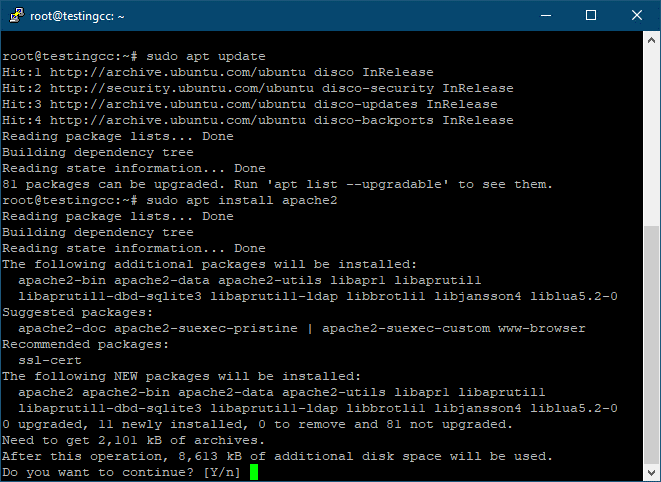 root@testingcc: ~
root@testingcc:~# sudo apt update
Hit:1 http://archive.ubuntu.com/ubuntu disco InRelease
Hit:2 http://security.ubuntu.com/ubuntu disco-security InRelease
Hit:3 http://archive.ubuntu.com/ubuntu disco-updates InRelease
Hit:4 http://archive.ubuntu.com/ubuntu disco-backports InRelease
Reading package lists... Done
Building dependency tree
Reading state information... Done
81 packages can be upgraded. Run 'apt list --upgradable' to see them.
root@testingcc:~# sudo apt install apache2
Reading package lists... Done
Building dependency tree
Reading state information... Done
The following additional packages will be installed:
  apache2-bin apache2-data apache2-utils libapr1 libaprutil1
  libaprutil1-dbd-sqlite3 libaprutil1-ldap libbrotli1 libjansson4 liblua5.2-0
Suggested packages:
  apache2-doc apache2-suexec-pristine | apache2-suexec-custom www-browser
Recommended packages:
  ssl-cert
The following NEW packages will be installed:
  apache2 apache2-bin apache2-data apache2-utils libapr1 libaprutil1
  libaprutil1-dbd-sqlite3 libaprutil1-ldap libbrotli1 libjansson4 liblua5.2-0
0 upgraded, 11 newly installed, 0 to remove and 81 not upgraded.
Need to get 2,101 kB of archives.
After this operation, 8,613 kB of additional disk space will be used.
Do you want to continue? [Y/n]